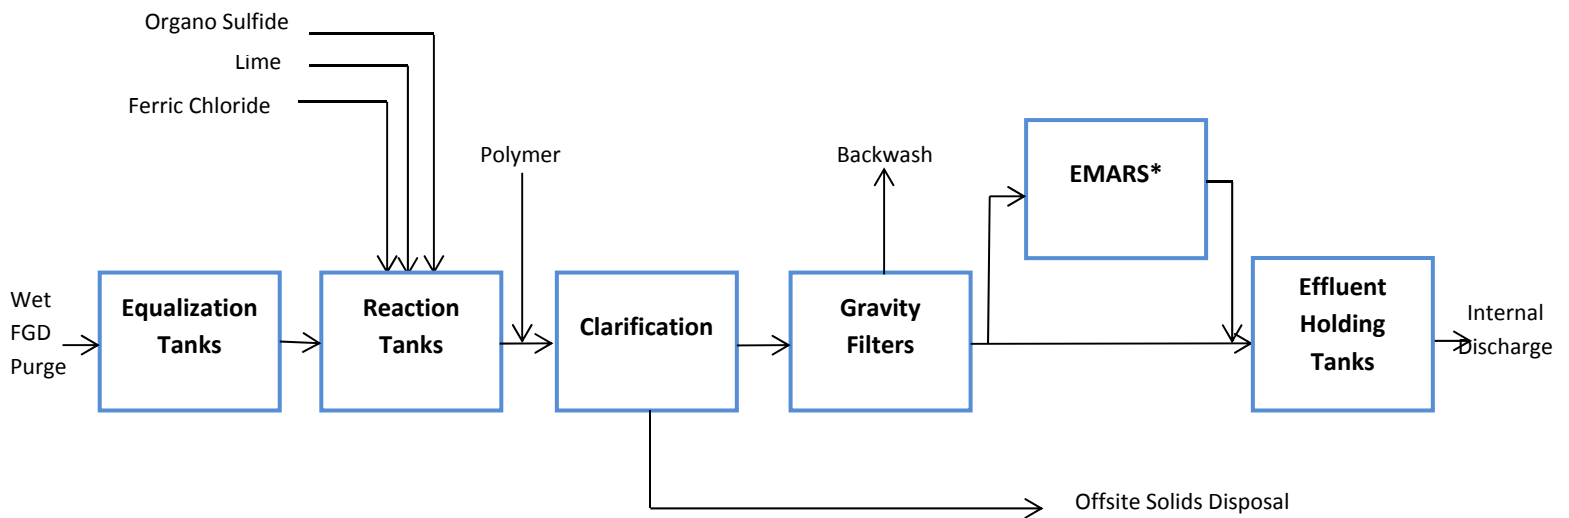 Organo Sulfide
Lime
Ferric Chloride
Polymer
Backwash
EMARS*
Wet
FGD
Purge
Equalization
Tanks
Reaction
Tanks
Clarification
Gravity
Filters
Effluent
Holding
Tanks
Internal
Discharge
Offsite Solids Disposal